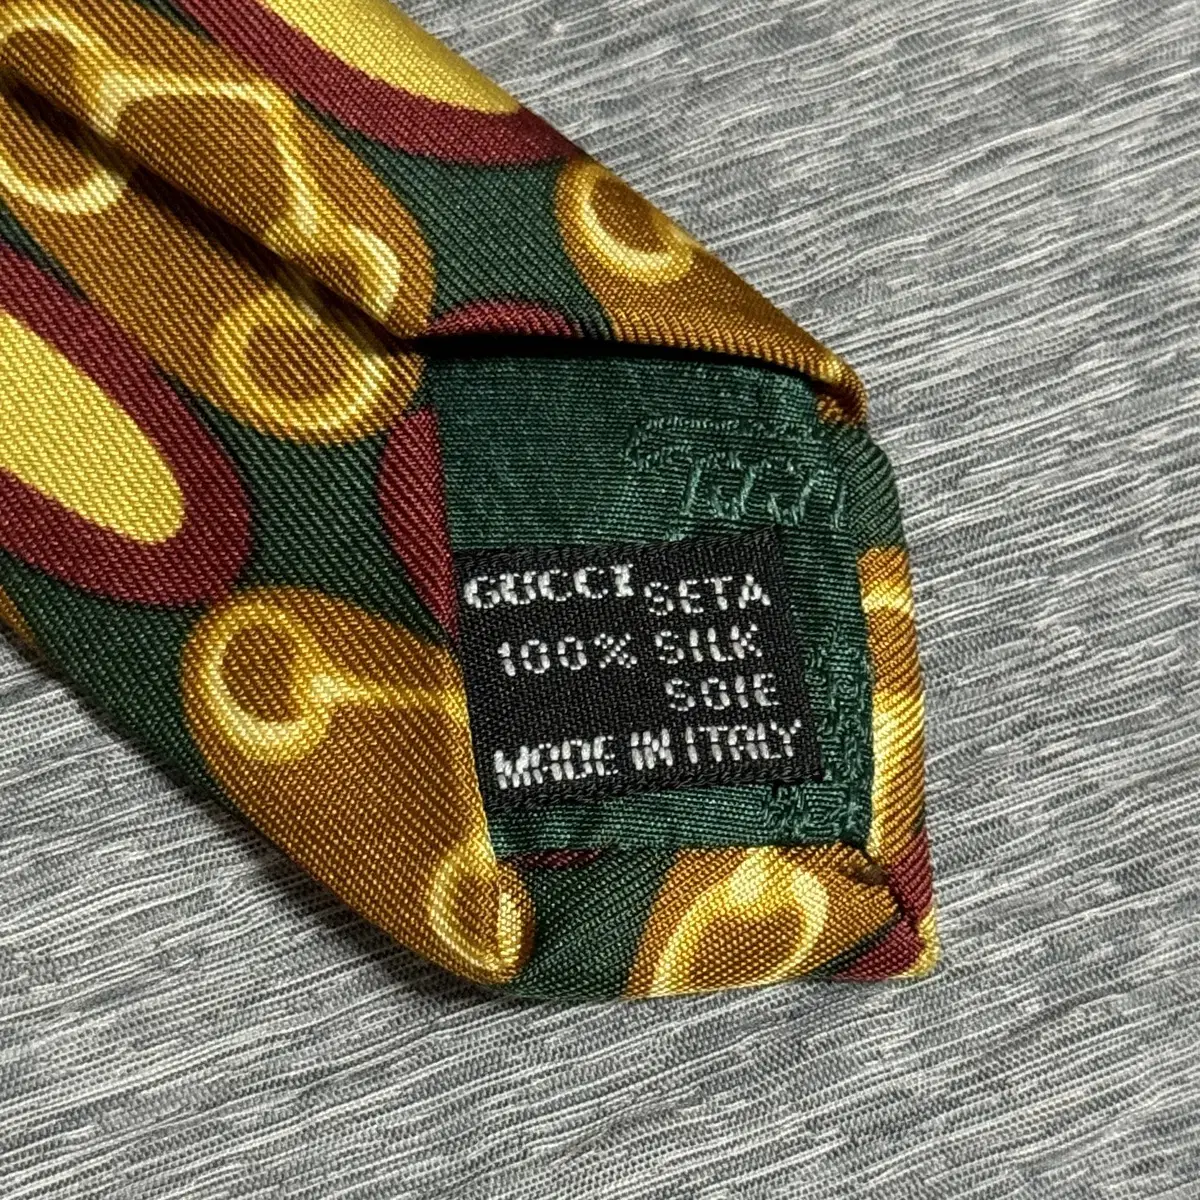 GUCCI SETA
100% SILK
SOIE
MADE IN ITALY